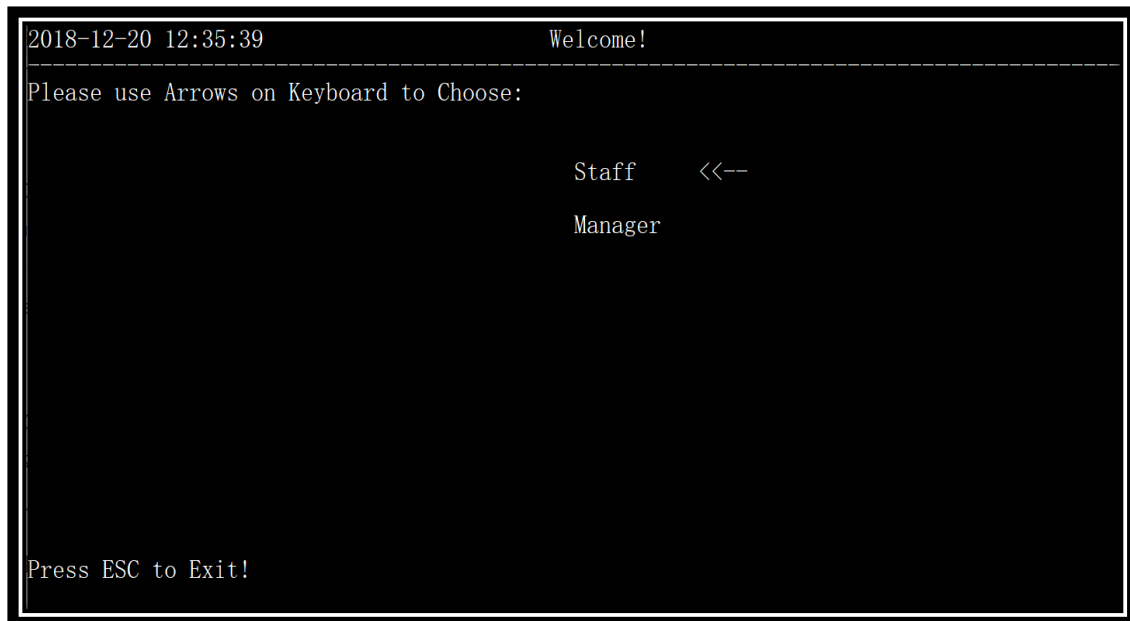 2018-12-20 12:35:39 Welcome!
----------------------------------------------------------------------------------------
Please use Arrows on Keyboard to Choose:
Staff <<--
Manager
Press ESC to Exit!